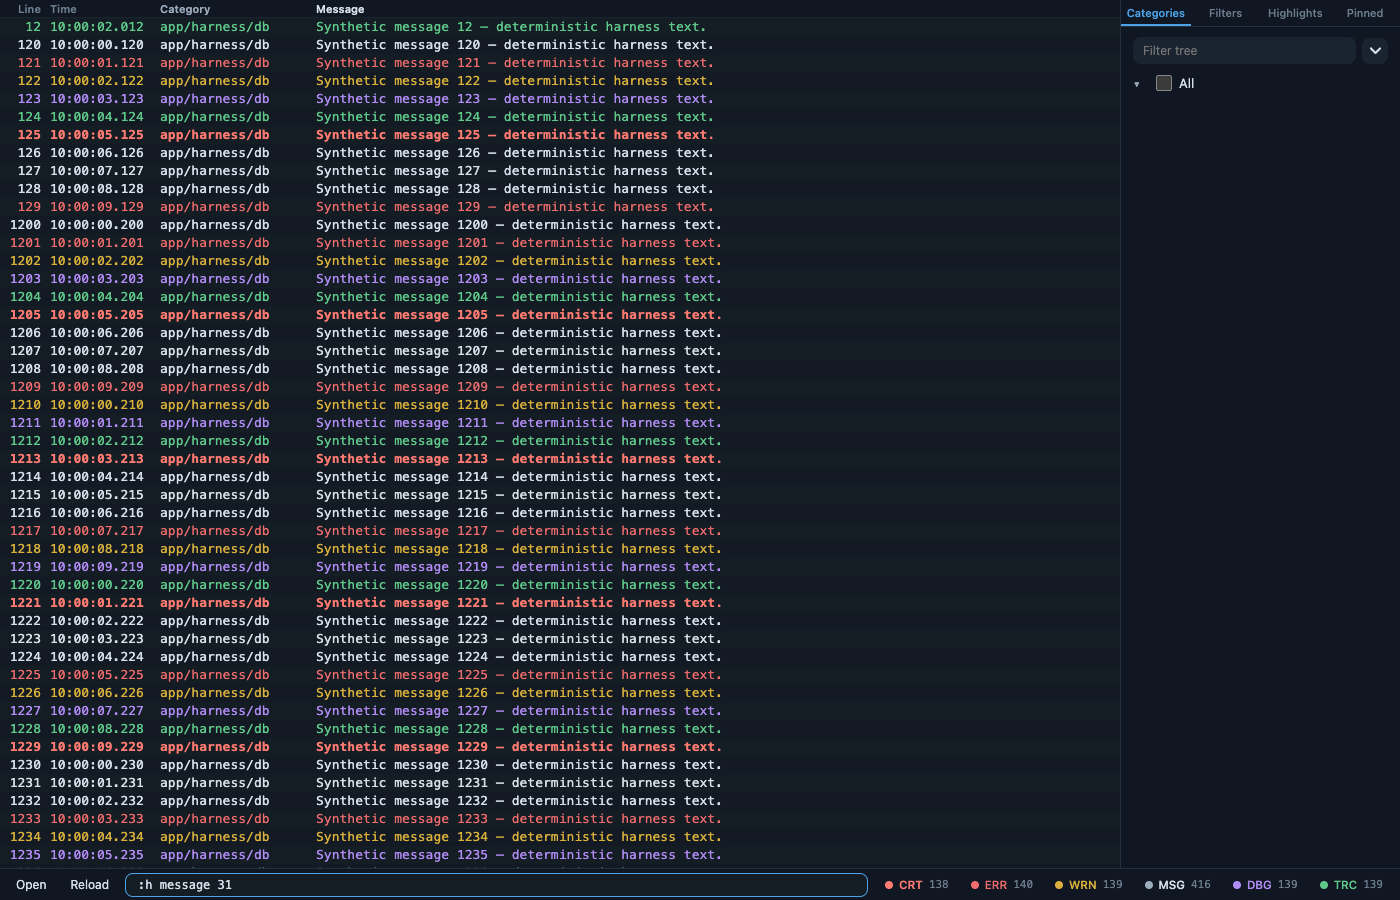 Line Time Category Message
12 10:00:02.012 app/harness/db Synthetic message 12 — deterministic harness text.
120 10:00:00.120 app/harness/db Synthetic message 120 — deterministic harness text.
121 10:00:01.121 app/harness/db Synthetic message 121 — deterministic harness text.
122 10:00:02.122 app/harness/db Synthetic message 122 — deterministic harness text.
123 10:00:03.123 app/harness/db Synthetic message 123 — deterministic harness text.
124 10:00:04.124 app/harness/db Synthetic message 124 — deterministic harness text.
125 10:00:05.125 app/harness/db Synthetic message 125 — deterministic harness text.
126 10:00:06.126 app/harness/db Synthetic message 126 — deterministic harness text.
127 10:00:07.127 app/harness/db Synthetic message 127 — deterministic harness text.
128 10:00:08.128 app/harness/db Synthetic message 128 — deterministic harness text.
129 10:00:09.129 app/harness/db Synthetic message 129 — deterministic harness text.
1200 10:00:00.200 app/harness/db Synthetic message 1200 — deterministic harness text.
1201 10:00:01.201 app/harness/db Synthetic message 1201 — deterministic harness text.
1202 10:00:02.202 app/harness/db Synthetic message 1202 — deterministic harness text.
1203 10:00:03.203 app/harness/db Synthetic message 1203 — deterministic harness text.
1204 10:00:04.204 app/harness/db Synthetic message 1204 — deterministic harness text.
1205 10:00:05.205 app/harness/db Synthetic message 1205 — deterministic harness text.
1206 10:00:06.206 app/harness/db Synthetic message 1206 — deterministic harness text.
1207 10:00:07.207 app/harness/db Synthetic message 1207 — deterministic harness text.
1208 10:00:08.208 app/harness/db Synthetic message 1208 — deterministic harness text.
1209 10:00:09.209 app/harness/db Synthetic message 1209 — deterministic harness text.
1210 10:00:00.210 app/harness/db Synthetic message 1210 — deterministic harness text.
1211 10:00:01.211 app/harness/db Synthetic message 1211 — deterministic harness text.
1212 10:00:02.212 app/harness/db Synthetic message 1212 — deterministic harness text.
1213 10:00:03.213 app/harness/db Synthetic message 1213 — deterministic harness text.
1214 10:00:04.214 app/harness/db Synthetic message 1214 — deterministic harness text.
1215 10:00:05.215 app/harness/db Synthetic message 1215 — deterministic harness text.
1216 10:00:06.216 app/harness/db Synthetic message 1216 — deterministic harness text.
1217 10:00:07.217 app/harness/db Synthetic message 1217 — deterministic harness text.
1218 10:00:08.218 app/harness/db Synthetic message 1218 — deterministic harness text.
1219 10:00:09.219 app/harness/db Synthetic message 1219 — deterministic harness text.
1220 10:00:00.220 app/harness/db Synthetic message 1220 — deterministic harness text.
1221 10:00:01.221 app/harness/db Synthetic message 1221 — deterministic harness text.
1222 10:00:02.222 app/harness/db Synthetic message 1222 — deterministic harness text.
1223 10:00:03.223 app/harness/db Synthetic message 1223 — deterministic harness text.
1224 10:00:04.224 app/harness/db Synthetic message 1224 — deterministic harness text.
1225 10:00:05.225 app/harness/db Synthetic message 1225 — deterministic harness text.
1226 10:00:06.226 app/harness/db Synthetic message 1226 — deterministic harness text.
1227 10:00:07.227 app/harness/db Synthetic message 1227 — deterministic harness text.
1228 10:00:08.228 app/harness/db Synthetic message 1228 — deterministic harness text.
1229 10:00:09.229 app/harness/db Synthetic message 1229 — deterministic harness text.
1230 10:00:00.230 app/harness/db Synthetic message 1230 — deterministic harness text.
1231 10:00:01.231 app/harness/db Synthetic message 1231 — deterministic harness text.
1232 10:00:02.232 app/harness/db Synthetic message 1232 — deterministic harness text.
1233 10:00:03.233 app/harness/db Synthetic message 1233 — deterministic harness text.
1234 10:00:04.234 app/harness/db Synthetic message 1234 — deterministic harness text.
1235 10:00:05.235 app/harness/db Synthetic message 1235 — deterministic harness text.
Categories Filters Highlights Pinned
Filter tree
All
Open Reload :h message 31 CRT 138 ERR 140 WRN 139 MSG 416 DBG 139 TRC 139